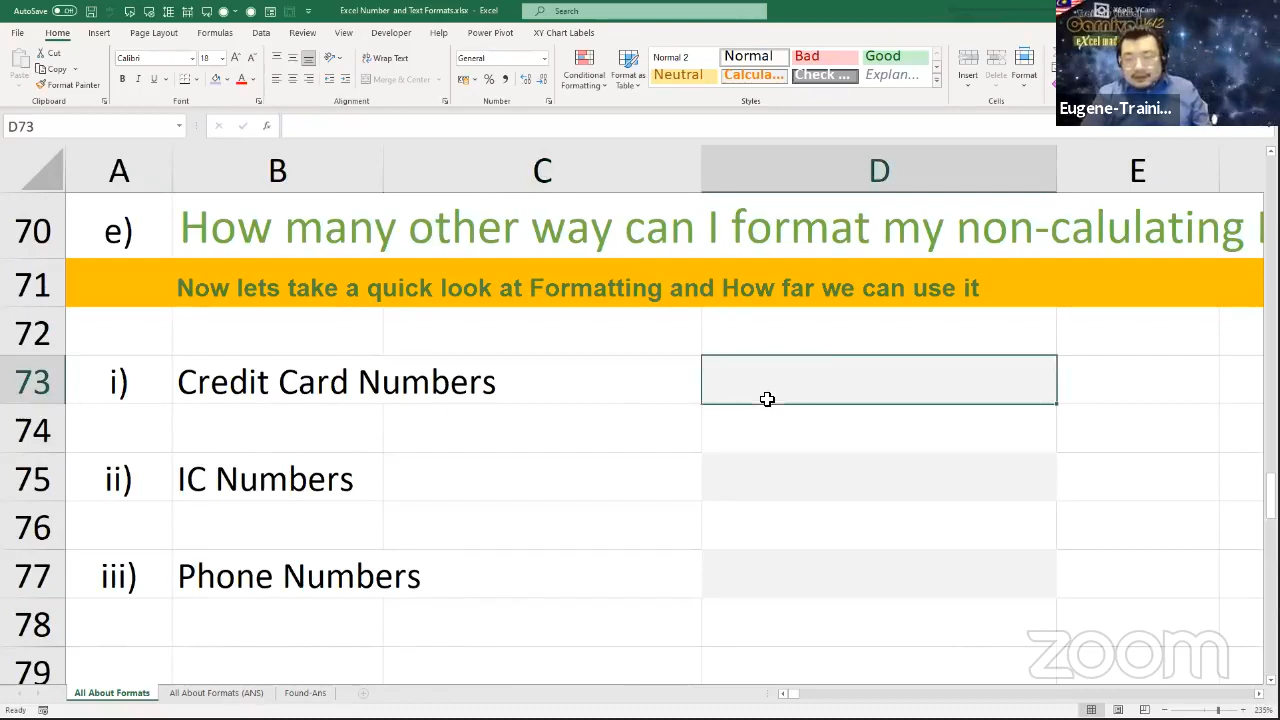 AutoSave Off Excel Number and Text Formats.xlsx - Excel Search
File Home Insert Page Layout Formulas Data Review View Developer Help Power Pivot XY Chart Labels
Cut
Copy
Format Painter
Paste
Clipboard
Calibri 18
B I U
Font
Wrap Text
Merge & Center
Alignment
General
Number
Conditional Formatting
Format as Table
Normal 2 Normal Bad Good
Neutral Calcula... Check ... Explan...
Styles
Insert Delete Format
Cells
Eugene-Traini...
D73
fx
A B C D E
70 e) How many other way can I format my non-calulating
71 Now lets take a quick look at Formatting and How far we can use it
72
73 i) Credit Card Numbers
74
75 ii) IC Numbers
76
77 iii) Phone Numbers
78
79
zoom
All About Formats All About Formats (ANS) Found-Ans
Ready 235%